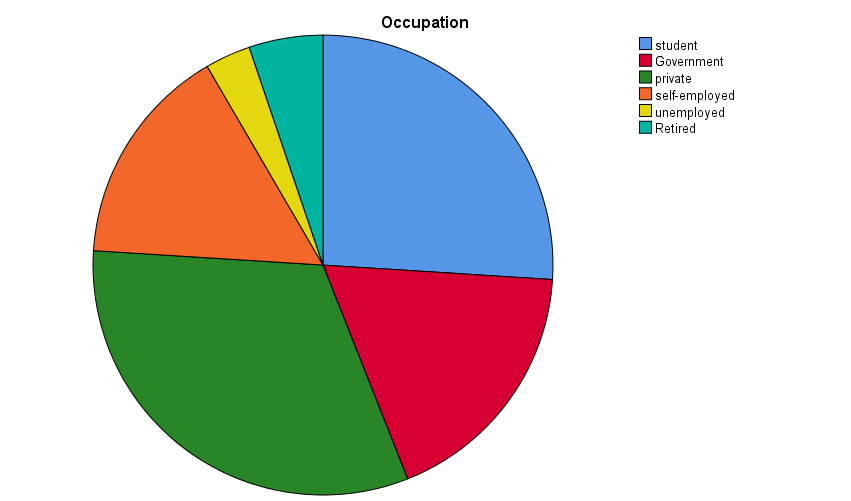 Occupation
student
Government
private
self-employed
unemployed
Retired